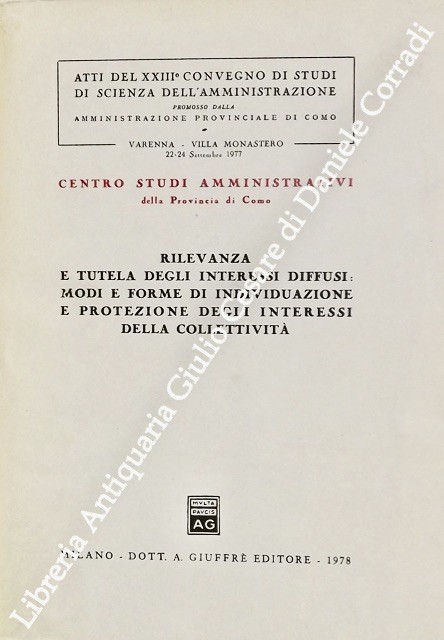 ATTI DEL XXIII° CONVEGNO DI STUDI
DI SCIENZA DELL'AMMINISTRAZIONE
PROMOSSO DALLA
AMMINISTRAZIONE PROVINCIALE DI COMO
VARENNA - VILLA MONASTERO
22-24 Settembre 1977
CENTRO STUDI AMMINISTRATIVI
della Provincia di Como
RILEVANZA
E TUTELA DEGLI INTERESSI DIFFUSI:
MODI E FORME DI INDIVIDUAZIONE
E PROTEZIONE DEGLI INTERESSI
DELLA COLLETTIVITÀ
MVLTA
PAVCIS
AG
MILANO - DOTT. A. GIUFFRÈ EDITORE - 1978
Libreria Antiquaria Giulio Cesare di Daniele Corradi